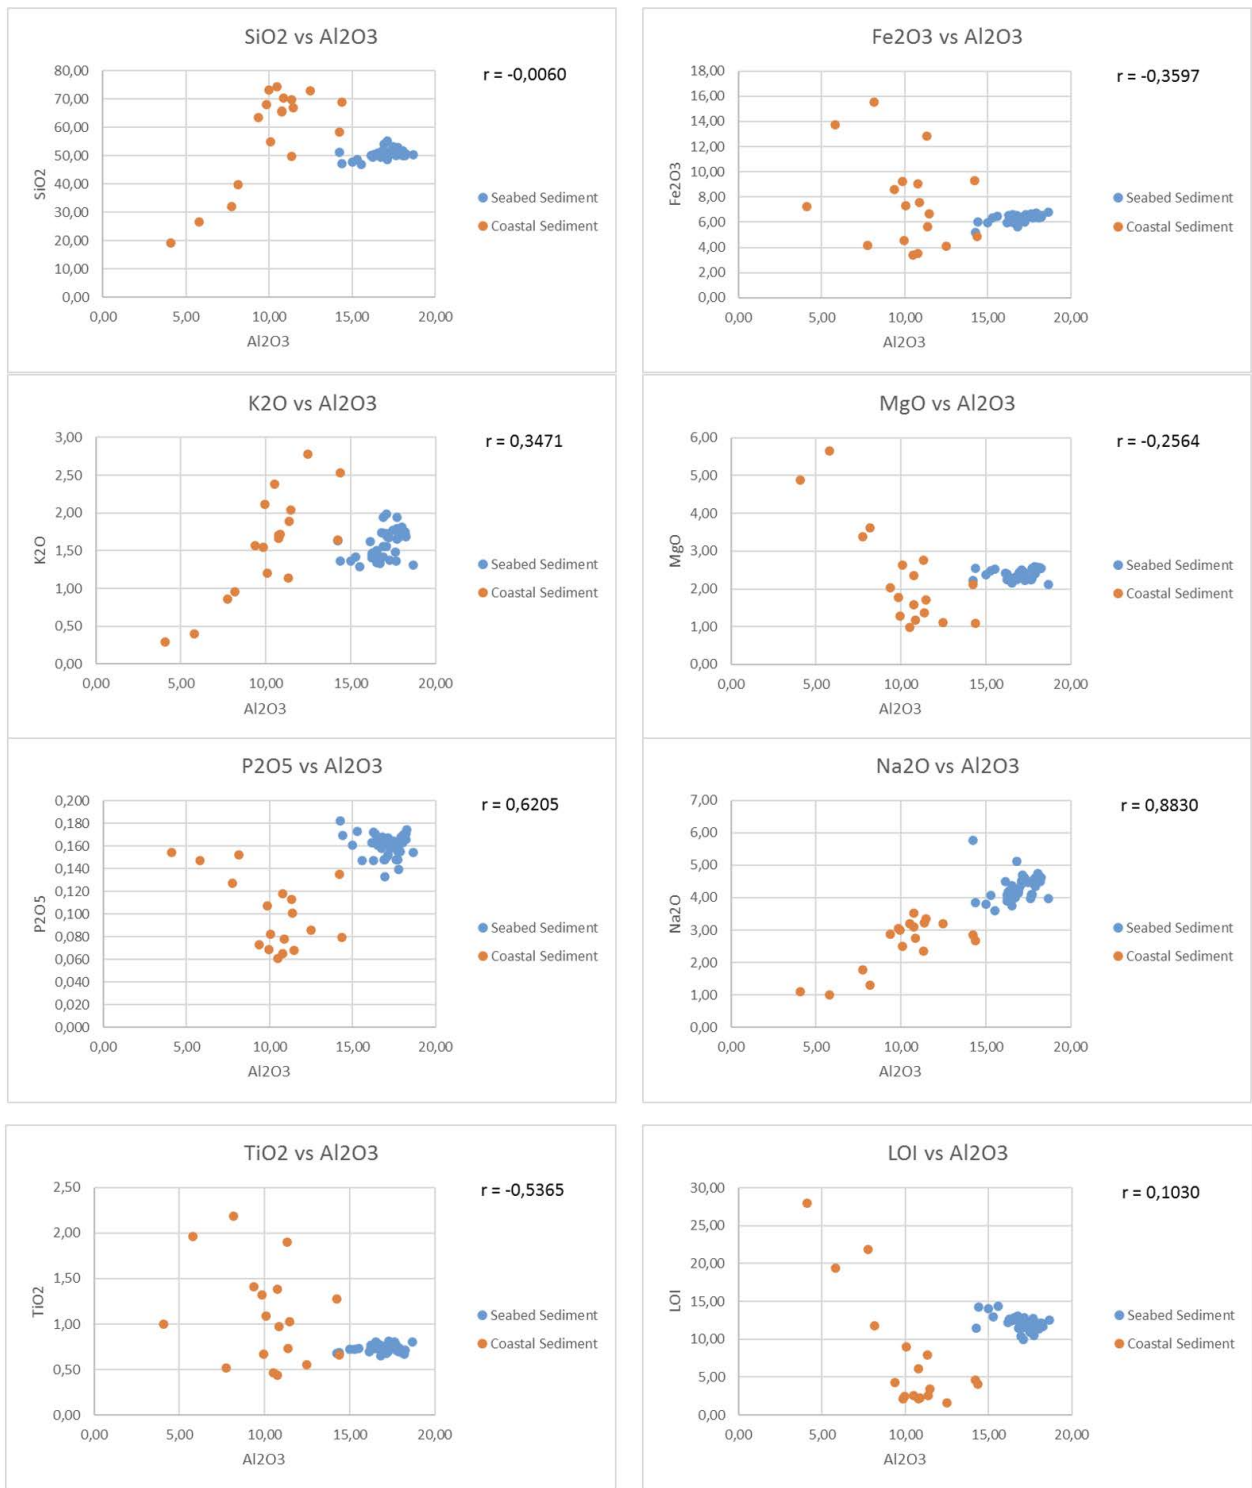 SiO2 vs Al2O3
r = -0,0060
80,00
70,00
60,00
50,00
40,00
30,00
20,00
10,00
0,00
SiO2
0,00 5,00 10,00 15,00 20,00
Al2O3
Seabed Sediment
Coastal Sediment
Fe2O3 vs Al2O3
r = -0,3597
18,00
16,00
14,00
12,00
10,00
8,00
6,00
4,00
2,00
0,00
Fe2O3
0,00 5,00 10,00 15,00 20,00
Al2O3
Seabed Sediment
Coastal Sediment
K2O vs Al2O3
r = 0,3471
3,00
2,50
2,00
1,50
1,00
0,50
0,00
K2O
0,00 5,00 10,00 15,00 20,00
Al2O3
Seabed Sediment
Coastal Sediment
MgO vs Al2O3
r = -0,2564
6,00
5,00
4,00
3,00
2,00
1,00
0,00
MgO
0,00 5,00 10,00 15,00 20,00
Al2O3
Seabed Sediment
Coastal Sediment
P2O5 vs Al2O3
r = 0,6205
0,200
0,180
0,160
0,140
0,120
0,100
0,080
0,060
0,040
0,020
0,000
P2O5
0,00 5,00 10,00 15,00 20,00
Al2O3
Seabed Sediment
Coastal Sediment
Na2O vs Al2O3
r = 0,8830
7,00
6,00
5,00
4,00
3,00
2,00
1,00
0,00
Na2O
0,00 5,00 10,00 15,00 20,00
Al2O3
Seabed Sediment
Coastal Sediment
TiO2 vs Al2O3
r = -0,5365
2,50
2,00
1,50
1,00
0,50
0,00
TiO2
0,00 5,00 10,00 15,00 20,00
Al2O3
Seabed Sediment
Coastal Sediment
LOI vs Al2O3
r = 0,1030
30,00
25,00
20,00
15,00
10,00
5,00
0,00
LOI
0,00 5,00 10,00 15,00 20,00
Al2O3
Seabed Sediment
Coastal Sediment